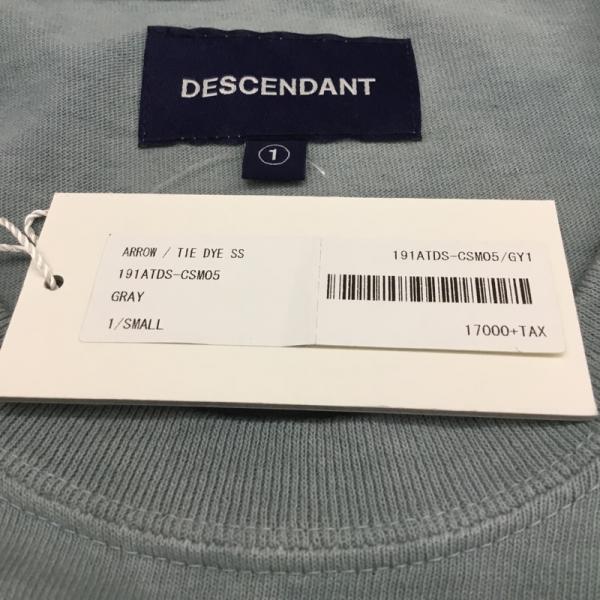 DESCENDANT
1
ARROW / TIE DYE SS
191ATDS-CSM05
GRAY
1/SMALL
191ATDS-CSM05/GY1
17000+TAX